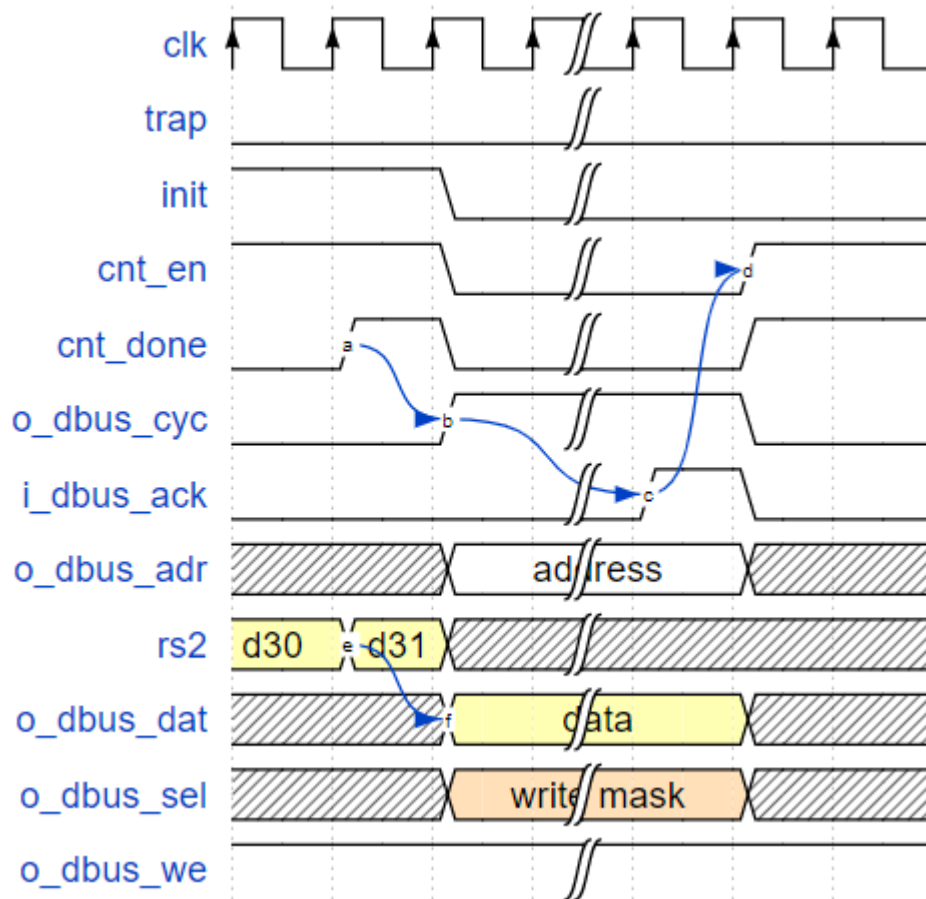 clk
trap
init
cnt_en d
cnt_done a
o_dbus_cyc b
i_dbus_ack c
o_dbus_adr address
rs2 d30 e d31
o_dbus_dat f data
o_dbus_sel write mask
o_dbus_we